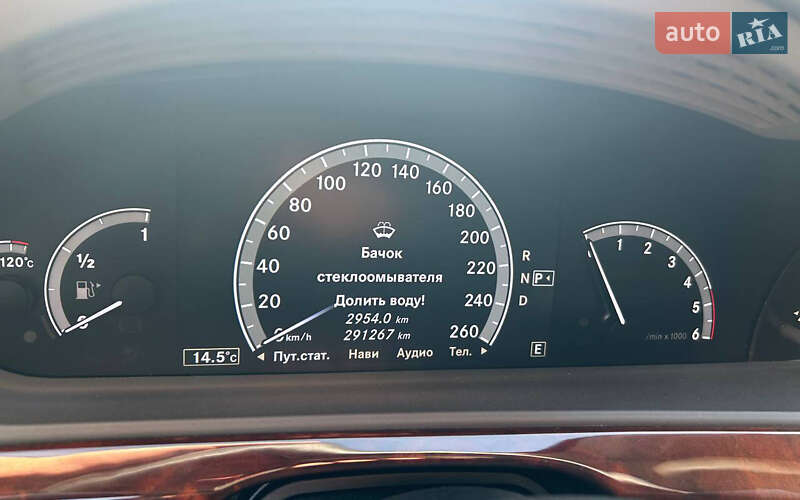 auto RIA .com
120 140
100 160
80 180
60 200
40 220
20 240
0 km/h 260
Бачок
стеклоомывателя
Долить воду!
2954.0 km
291267 km
Пут.стат. Нави Аудио Тел.
120°C
1
½
14.5°C
R
N P
D
E
1 2 3 4 5 6
/min x 1000